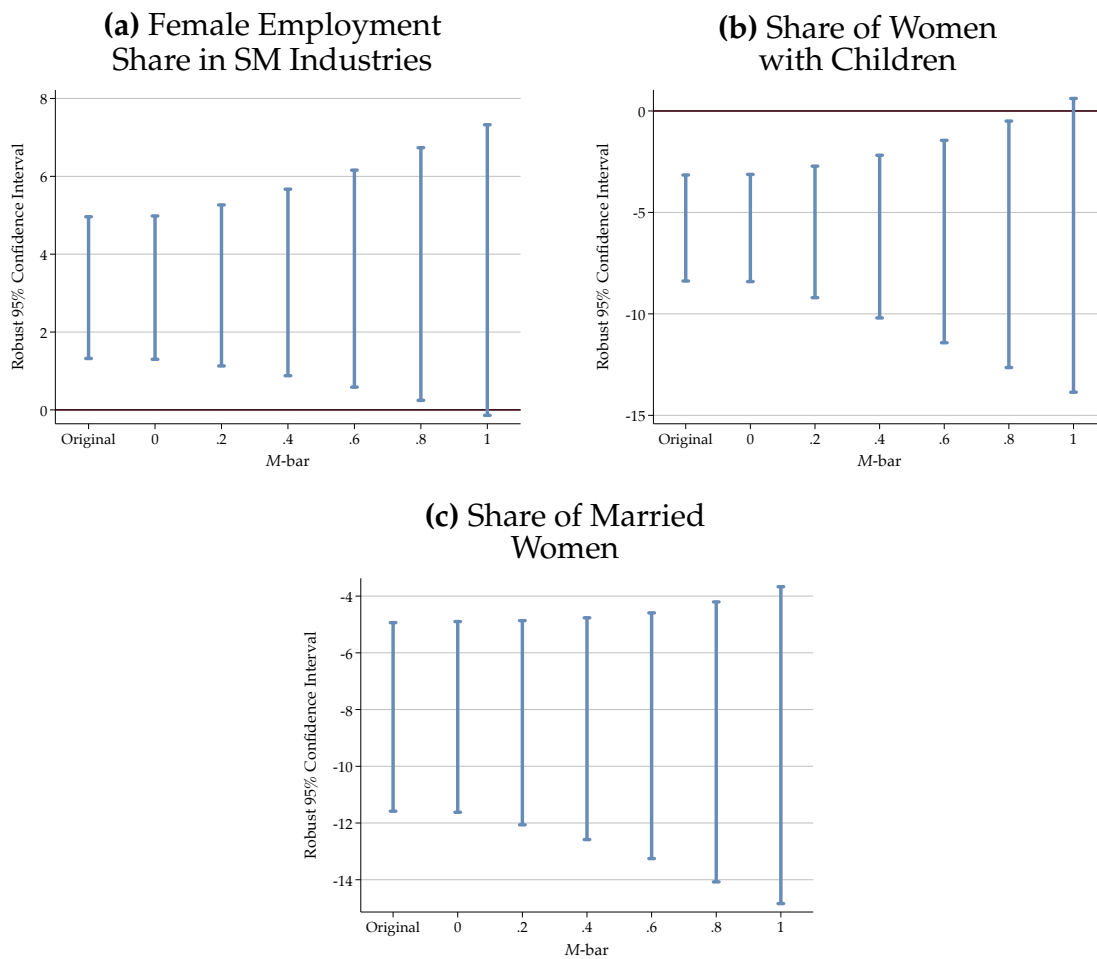 (a) Female Employment
Share in SM Industries
Robust 95% Confidence Interval
8
6
4
2
0
Original 0 .2 .4 .6 .8 1
M-bar
(b) Share of Women
with Children
Robust 95% Confidence Interval
0
-5
-10
-15
Original 0 .2 .4 .6 .8 1
M-bar
(c) Share of Married
Women
Robust 95% Confidence Interval
-4
-6
-8
-10
-12
-14
Original 0 .2 .4 .6 .8 1
M-bar